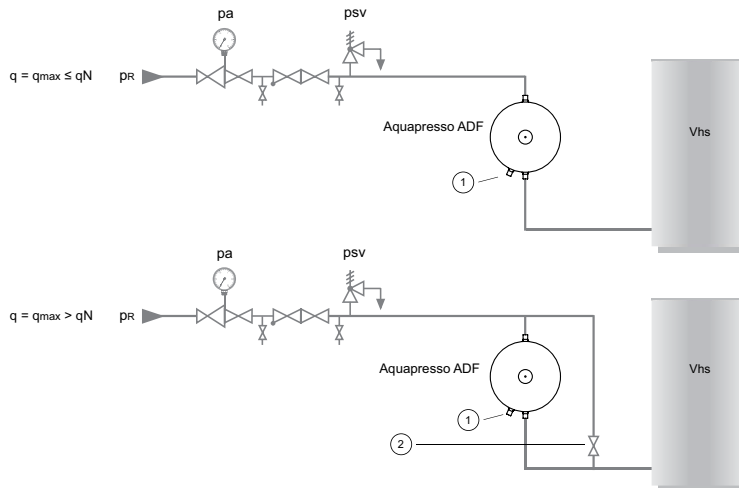 pa
psv
q = qmax ≤ qN
pR
Aquapresso ADF
Vhs
1
pa
psv
q = qmax > qN
pR
Aquapresso ADF
Vhs
1
2